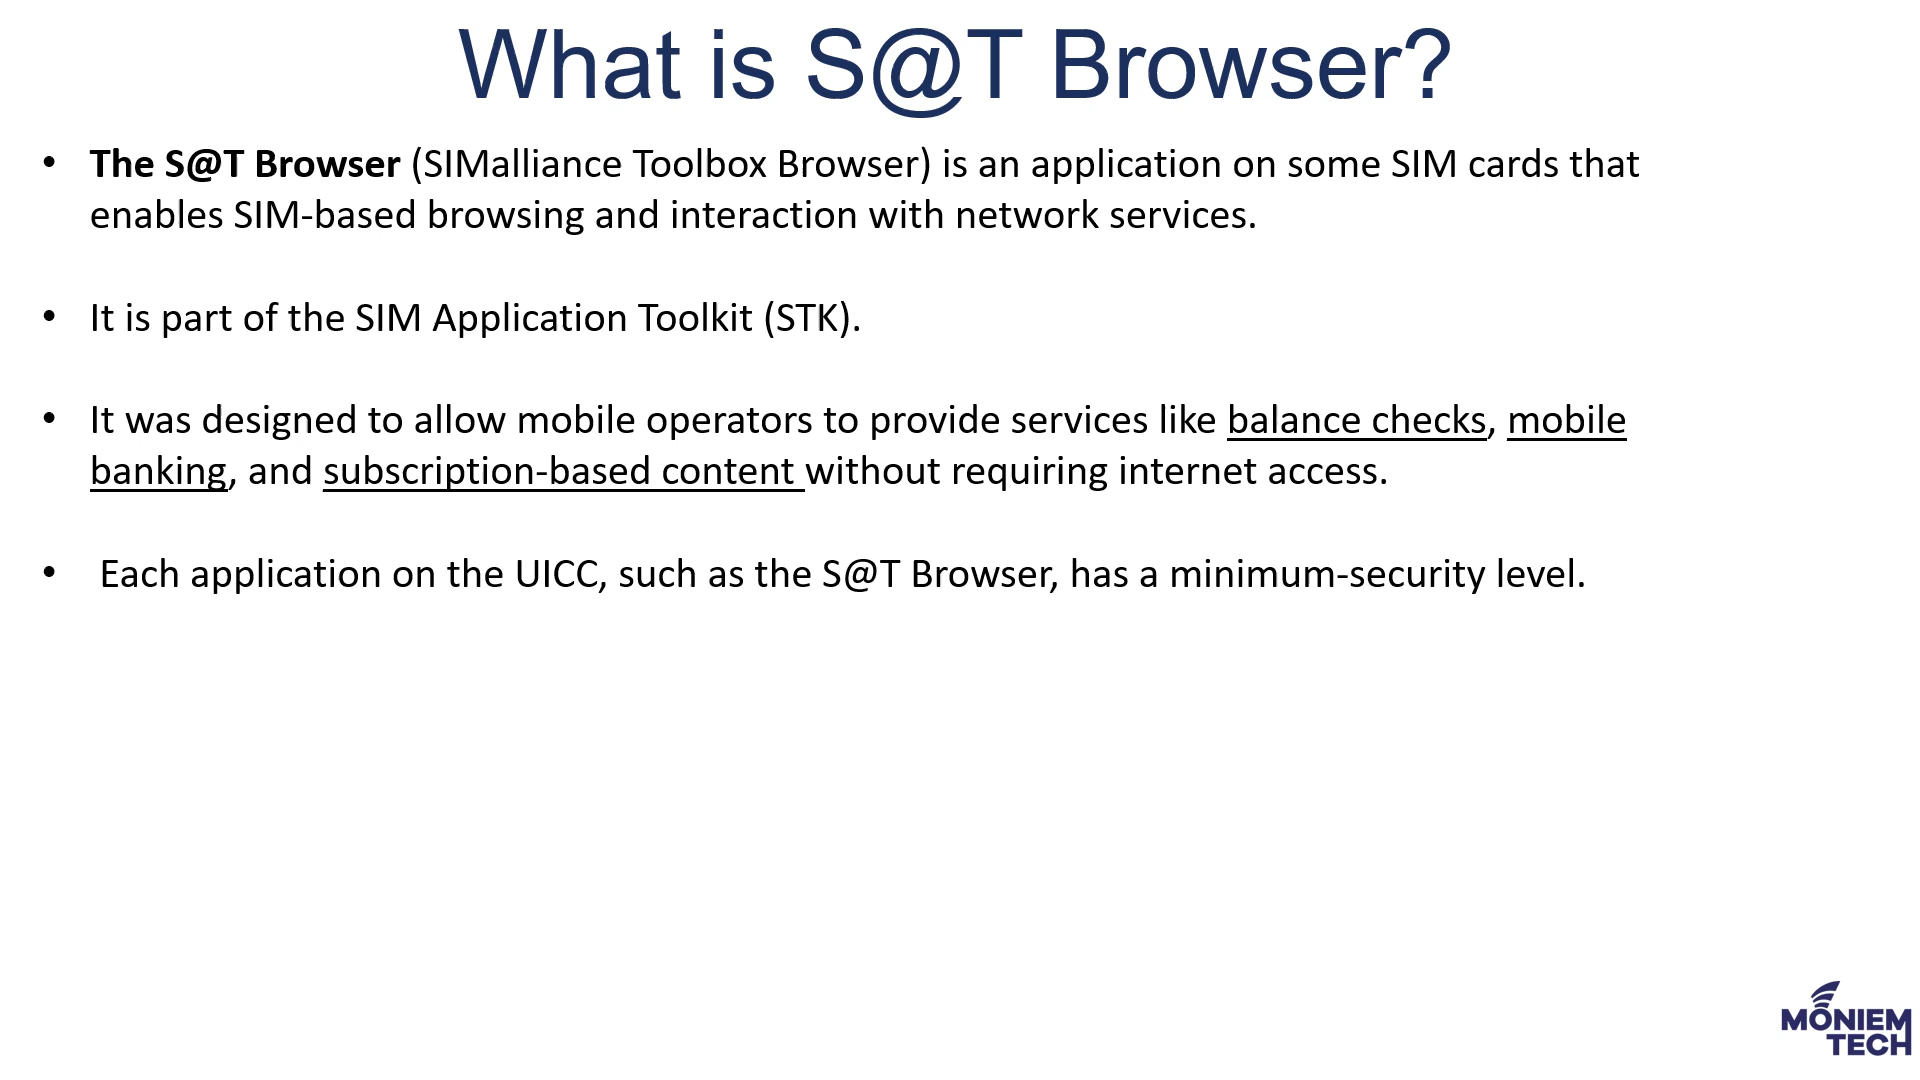 What is S@T Browser?
• The S@T Browser (SIMalliance Toolbox Browser) is an application on some SIM cards that
enables SIM-based browsing and interaction with network services.
• It is part of the SIM Application Toolkit (STK).
• It was designed to allow mobile operators to provide services like balance checks, mobile
banking, and subscription-based content without requiring internet access.
• Each application on the UICC, such as the S@T Browser, has a minimum-security level.
MONIEM
TECH